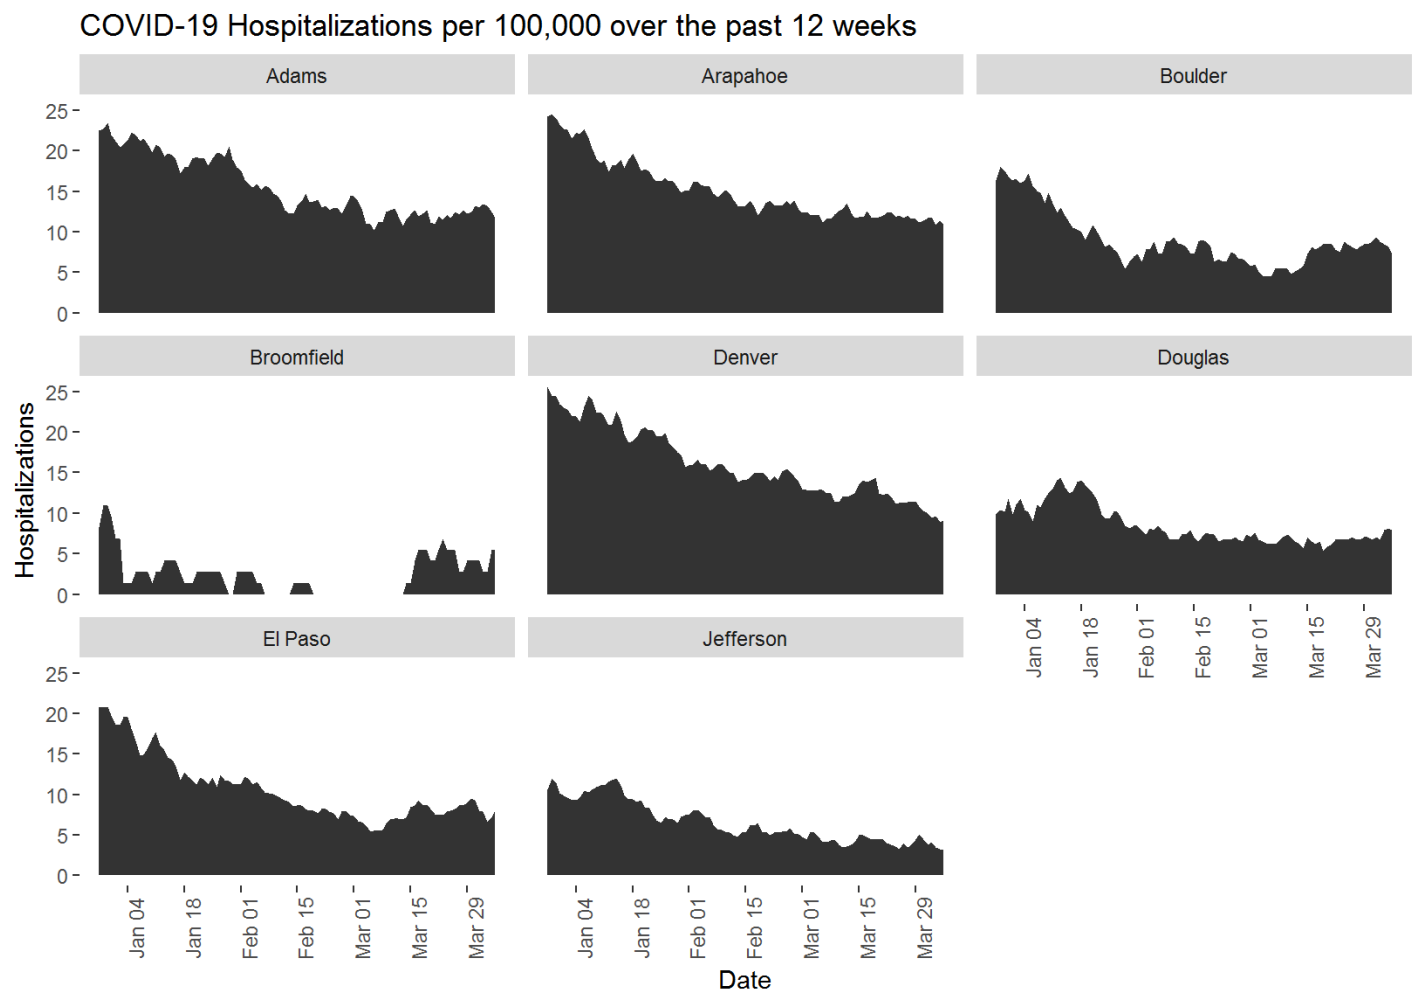 COVID-19 Hospitalizations per 100,000 over the past 12 weeks
Adams
Arapahoe
Boulder
25
20
15
10
5
0
Broomfield
Denver
Douglas
Hospitalizations
25
20
15
10
5
0
Jan 04
Jan 18
Feb 01
Feb 15
Mar 01
Mar 15
Mar 29
El Paso
Jefferson
25
20
15
10
5
0
Jan 04
Jan 18
Feb 01
Feb 15
Mar 01
Mar 15
Mar 29
Jan 04
Jan 18
Feb 01
Feb 15
Mar 01
Mar 15
Mar 29
Date